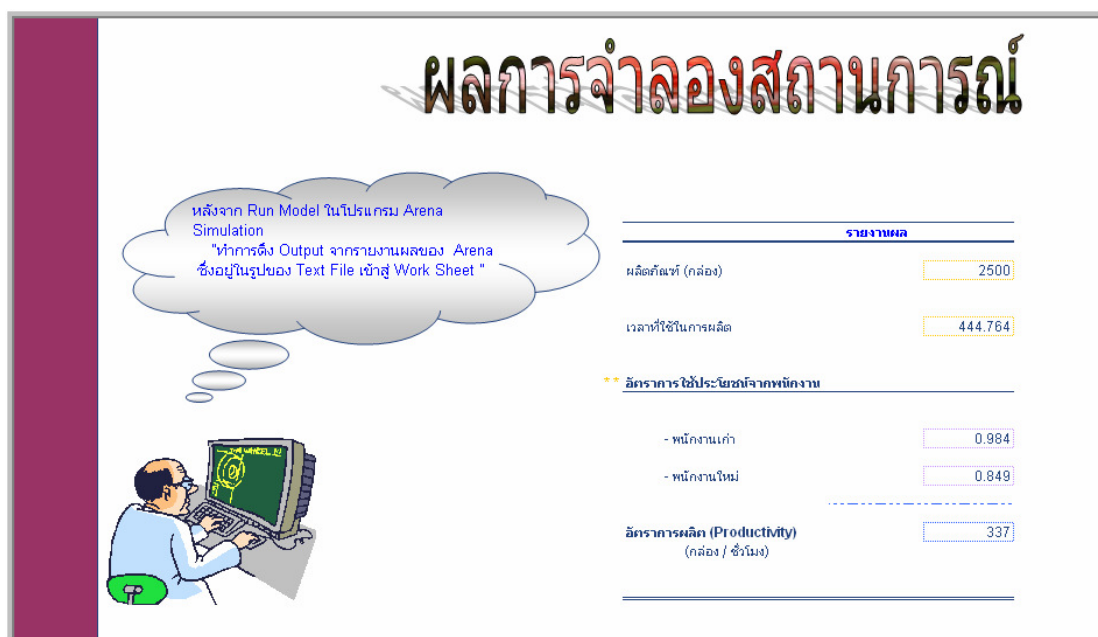 ผลการจำลองสถานการณ์
หลังจาก Run Model ในโปรแกรม Arena
Simulation
"ทำการดึง Output จากรายงานผลของ Arena
ซึ่งอยู่ในรูปของ Text File เข้าสู่ Work Sheet "
รายงานผล
ผลิตภัณฑ์ (กล่อง) 2500
เวลาที่ใช้ในการผลิต 444.764
** อัตราการใช้ประโยชน์จากพนักงาน
- พนักงานเก่า 0.984
- พนักงานใหม่ 0.849
อัตราการผลิต (Productivity) 337
(กล่อง / ชั่วโมง)